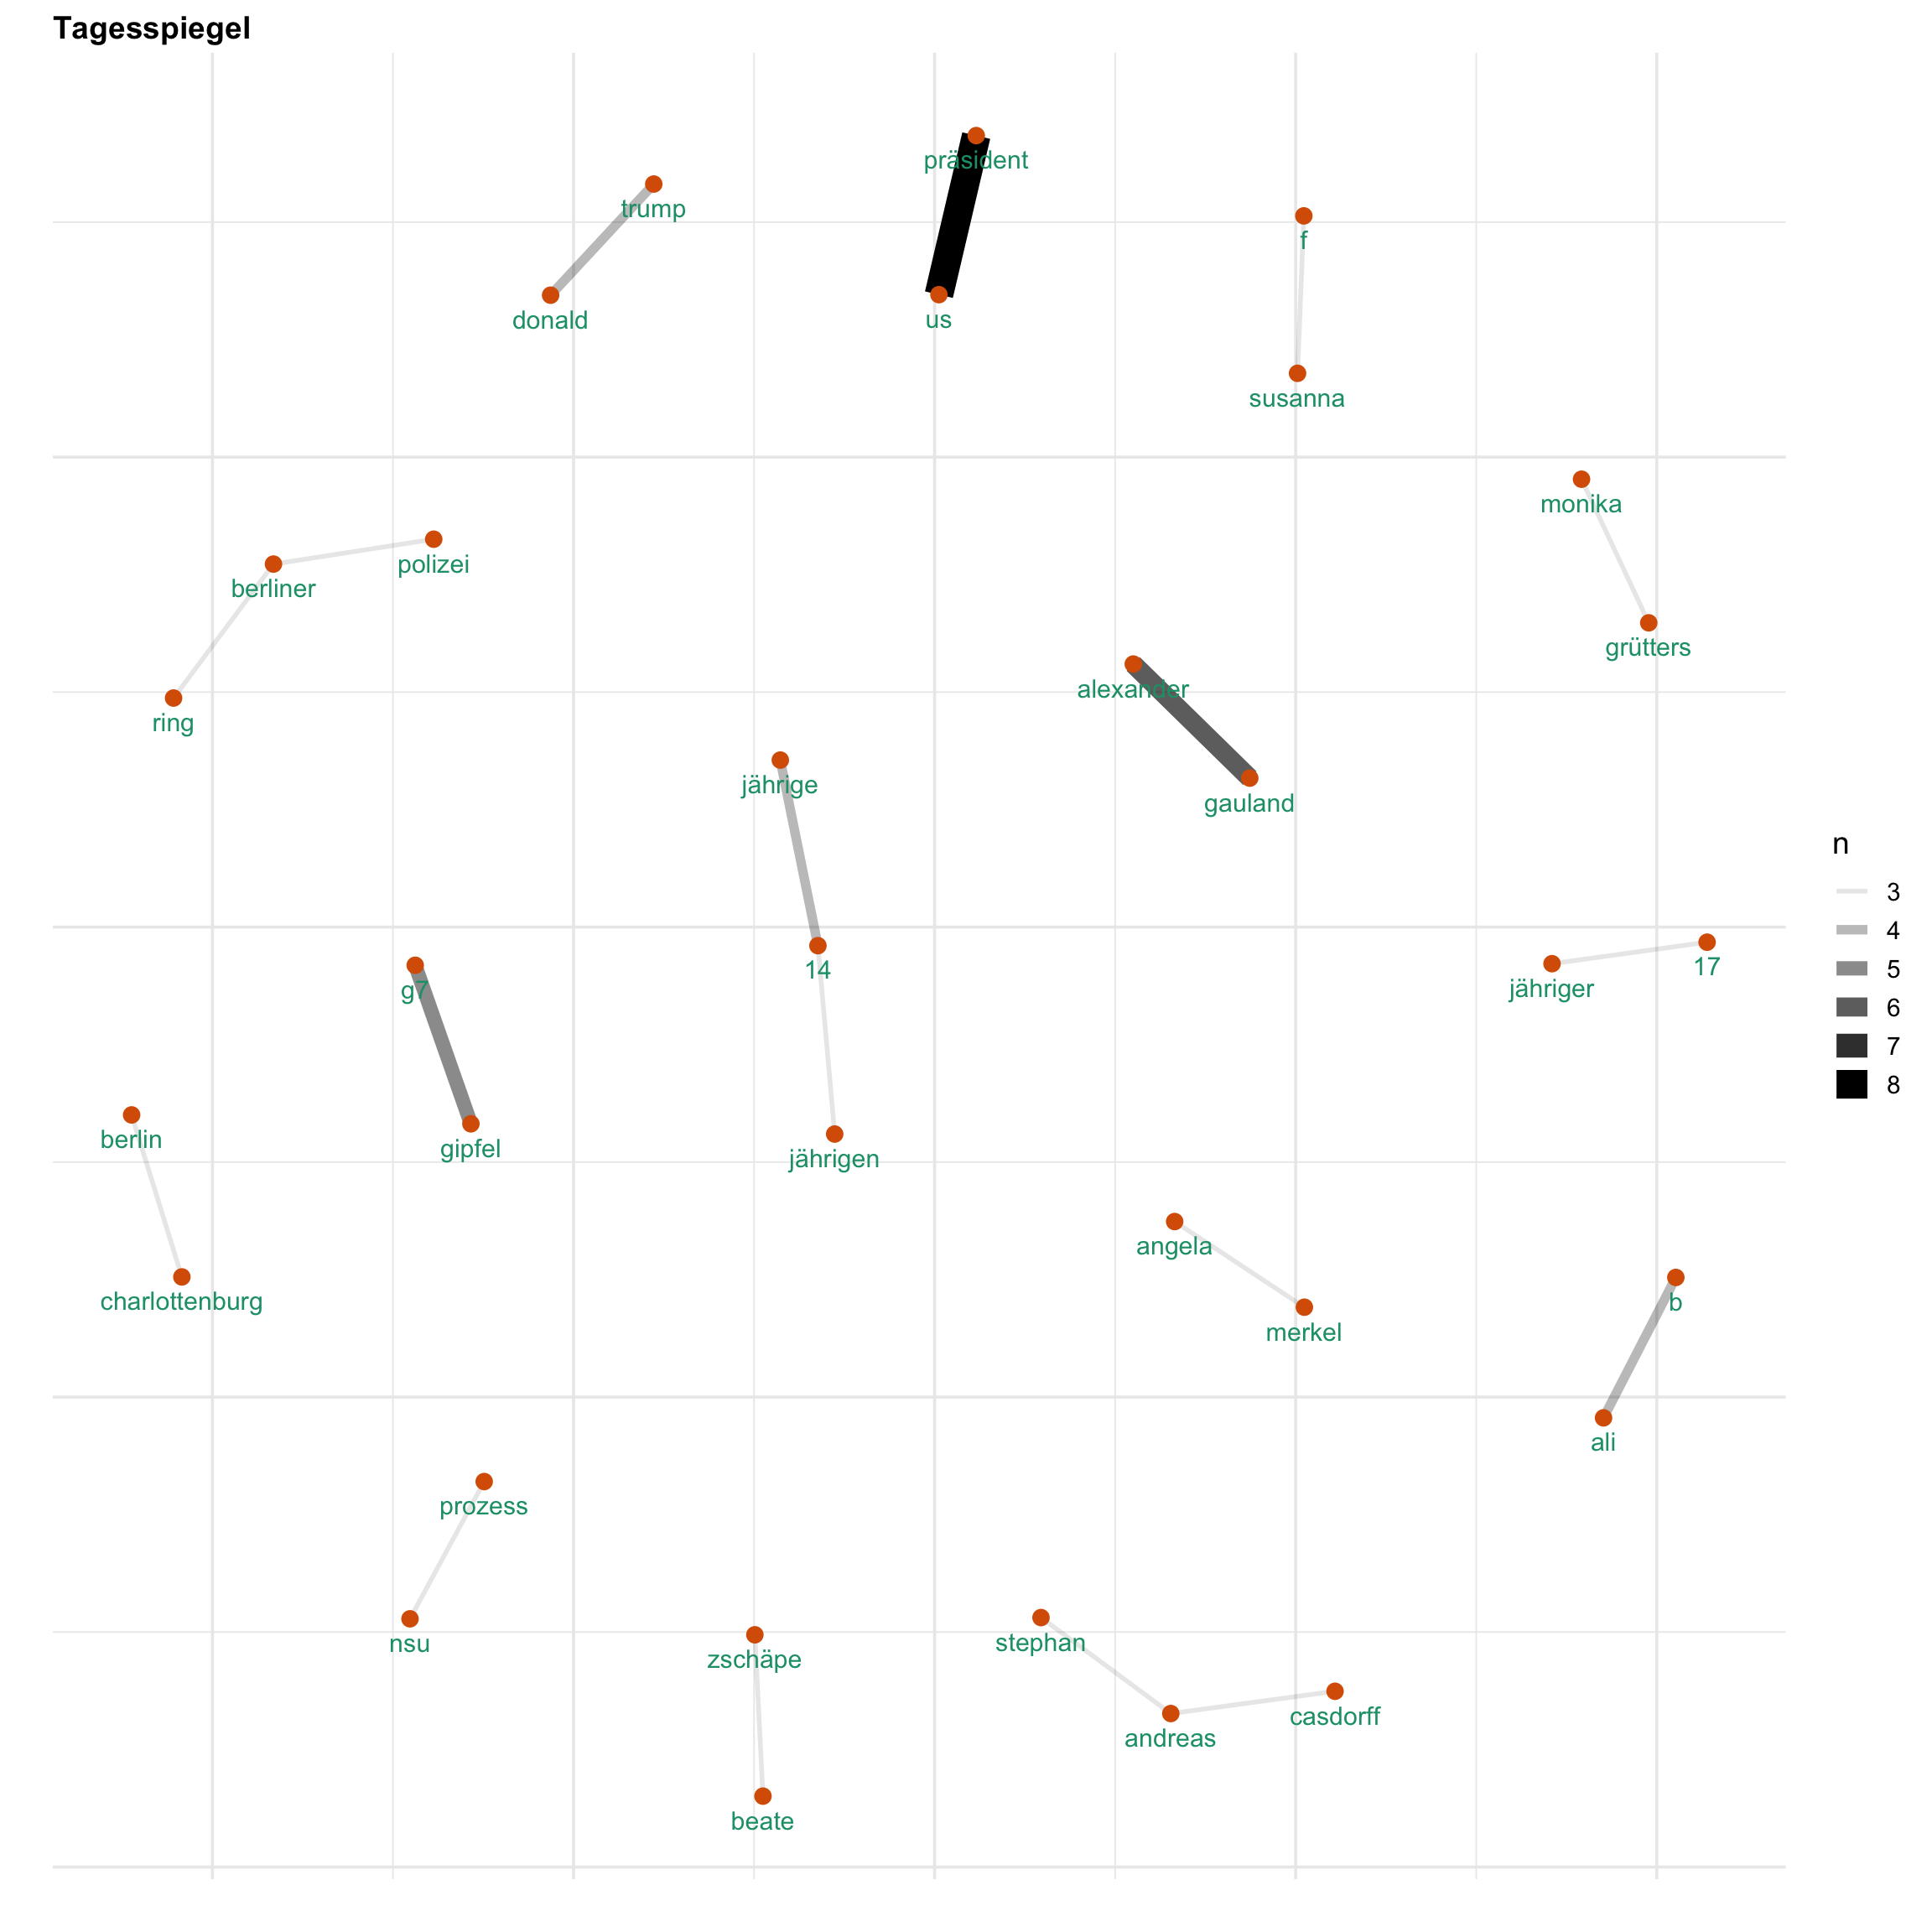 Tagesspiegel
präsident
trump
f
donald
us
susanna
monika
polizei
berliner
grütters
alexander
ring
jährige
gauland
n
3
4
5
6
7
8
14
17
jähriger
g7
berlin
gipfel
jährigen
angela
charlottenburg
b
merkel
ali
prozess
nsu
stephan
zschäpe
casdorff
andreas
beate